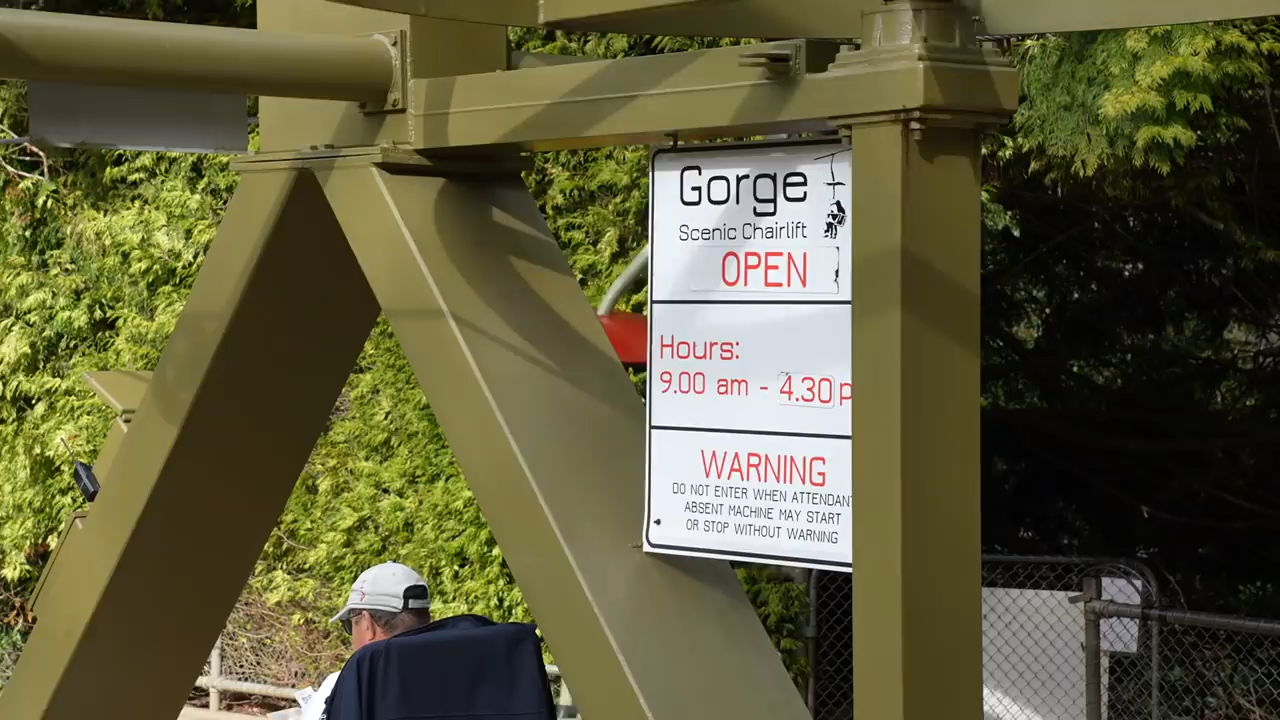 Gorge
Scenic Chairlift
OPEN
Hours:
9.00 am - 4.30 p
WARNING
DO NOT ENTER WHEN ATTENDAN
ABSENT MACHINE MAY START
OR STOP WITHOUT WARNING